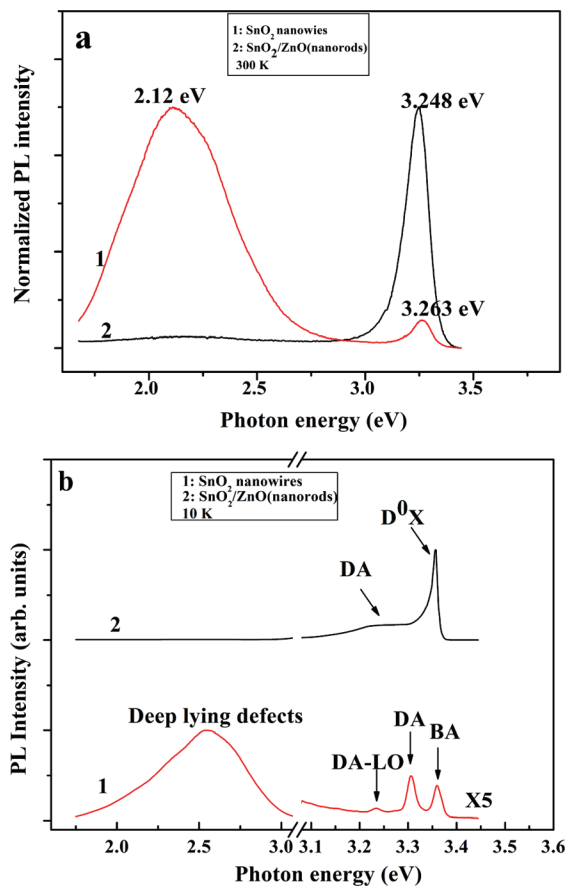 a
1: SnO2 nanowies
2: SnO2/ZnO(nanorods)
300 K
2.12 eV
3.248 eV
3.263 eV
1
2
Normalized PL intensity
2.0 2.5 3.0 3.5
Photon energy (eV)
b
1: SnO2 nanowires
2: SnO2/ZnO(nanorods)
10 K
D0X
DA
2
Deep lying defects
DA
BA
DA-LO
1
X5
PL Intensity (arb. units)
2.0 2.5 3.0 3.1 3.2 3.3 3.4 3.5 3.6
Photon energy (eV)